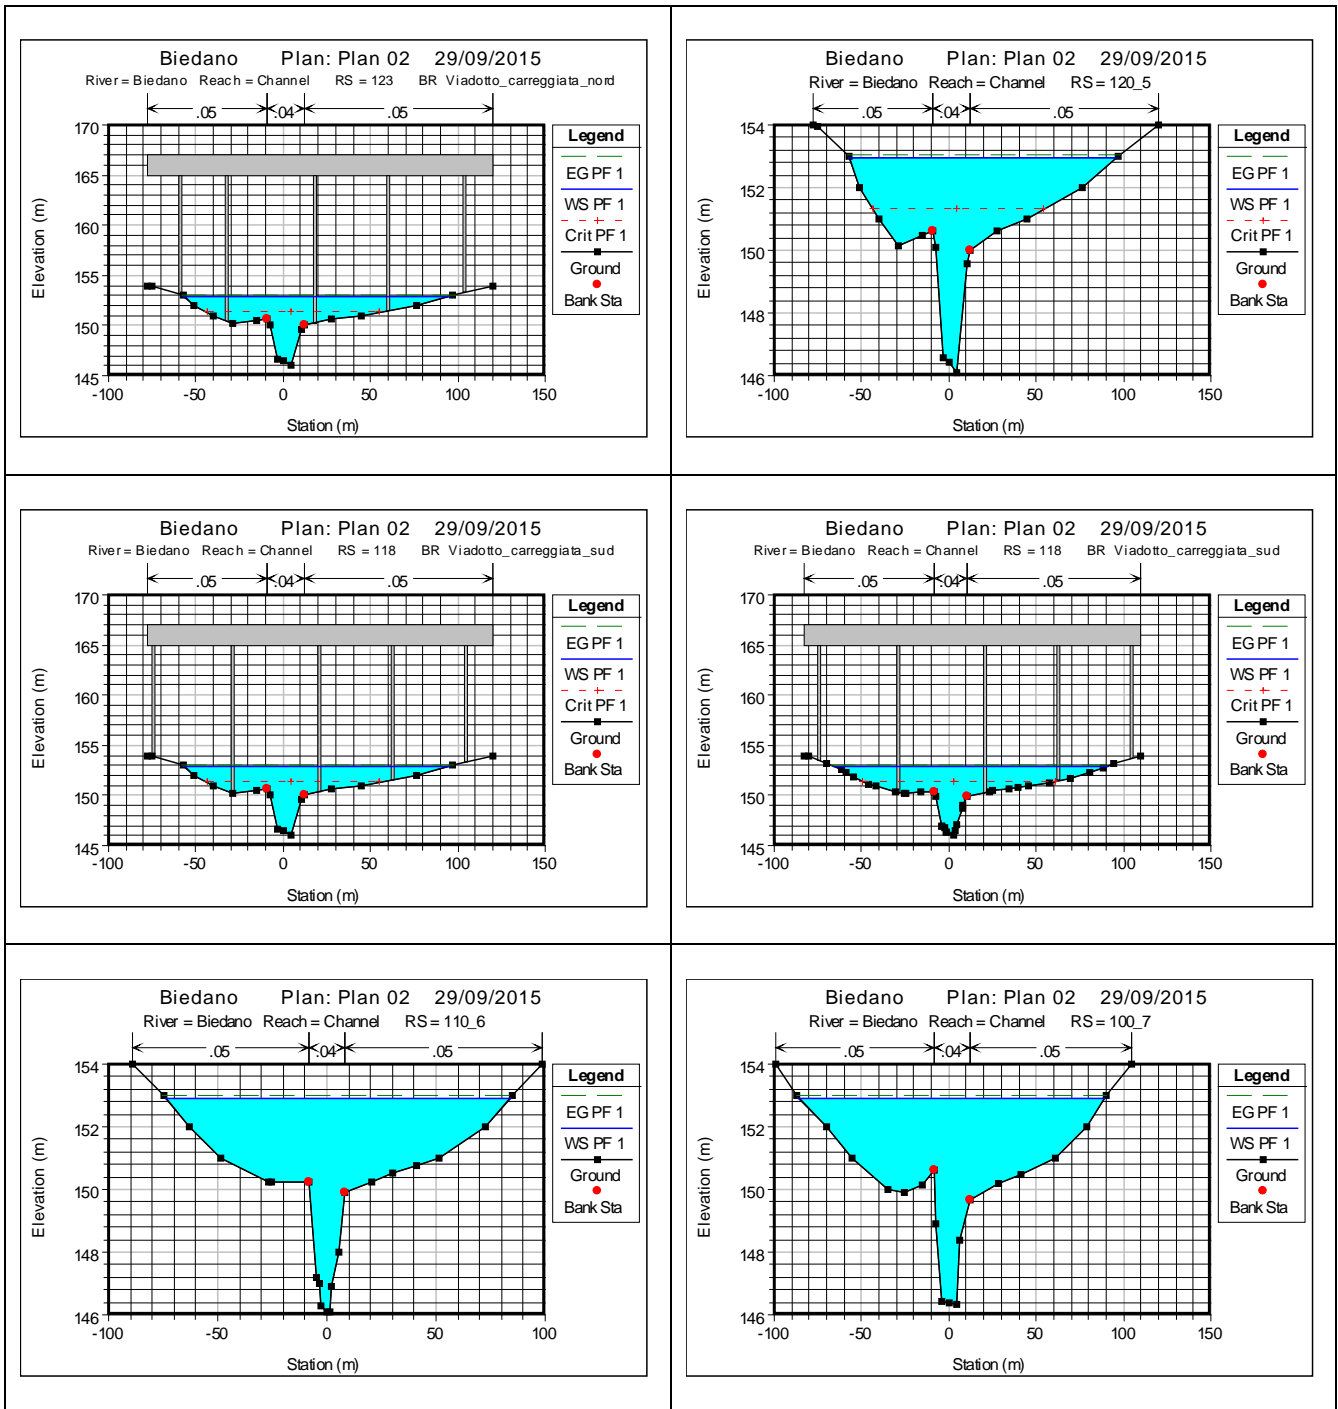 Biedano Plan: Plan 02 29/09/2015
River = Biedano Reach = Channel RS = 123 BR Viadotto_carreggiata_nord
.05 .04 .05
Elevation (m)
170
165
160
155
150
145
-100 -50 0 50 100 150
Station (m)
Legend
EG PF 1
WS PF 1
Crit PF 1
Ground
Bank Sta
Biedano Plan: Plan 02 29/09/2015
River = Biedano Reach = Channel RS = 120_5
.05 .04 .05
Elevation (m)
154
152
150
148
146
-100 -50 0 50 100 150
Station (m)
Legend
EG PF 1
WS PF 1
Crit PF 1
Ground
Bank Sta
Biedano Plan: Plan 02 29/09/2015
River = Biedano Reach = Channel RS = 118 BR Viadotto_carreggiata_sud
.05 .04 .05
Elevation (m)
170
165
160
155
150
145
-100 -50 0 50 100 150
Station (m)
Legend
EG PF 1
WS PF 1
Crit PF 1
Ground
Bank Sta
Biedano Plan: Plan 02 29/09/2015
River = Biedano Reach = Channel RS = 118 BR Viadotto_carreggiata_sud
.05 .04 .05
Elevation (m)
170
165
160
155
150
145
-100 -50 0 50 100 150
Station (m)
Legend
EG PF 1
WS PF 1
Crit PF 1
Ground
Bank Sta
Biedano Plan: Plan 02 29/09/2015
River = Biedano Reach = Channel RS = 110_6
.05 .04 .05
Elevation (m)
154
152
150
148
146
-100 -50 0 50 100
Station (m)
Legend
EG PF 1
WS PF 1
Ground
Bank Sta
Biedano Plan: Plan 02 29/09/2015
River = Biedano Reach = Channel RS = 100_7
.05 .04 .05
Elevation (m)
154
152
150
148
146
-100 -50 0 50 100 150
Station (m)
Legend
EG PF 1
WS PF 1
Ground
Bank Sta